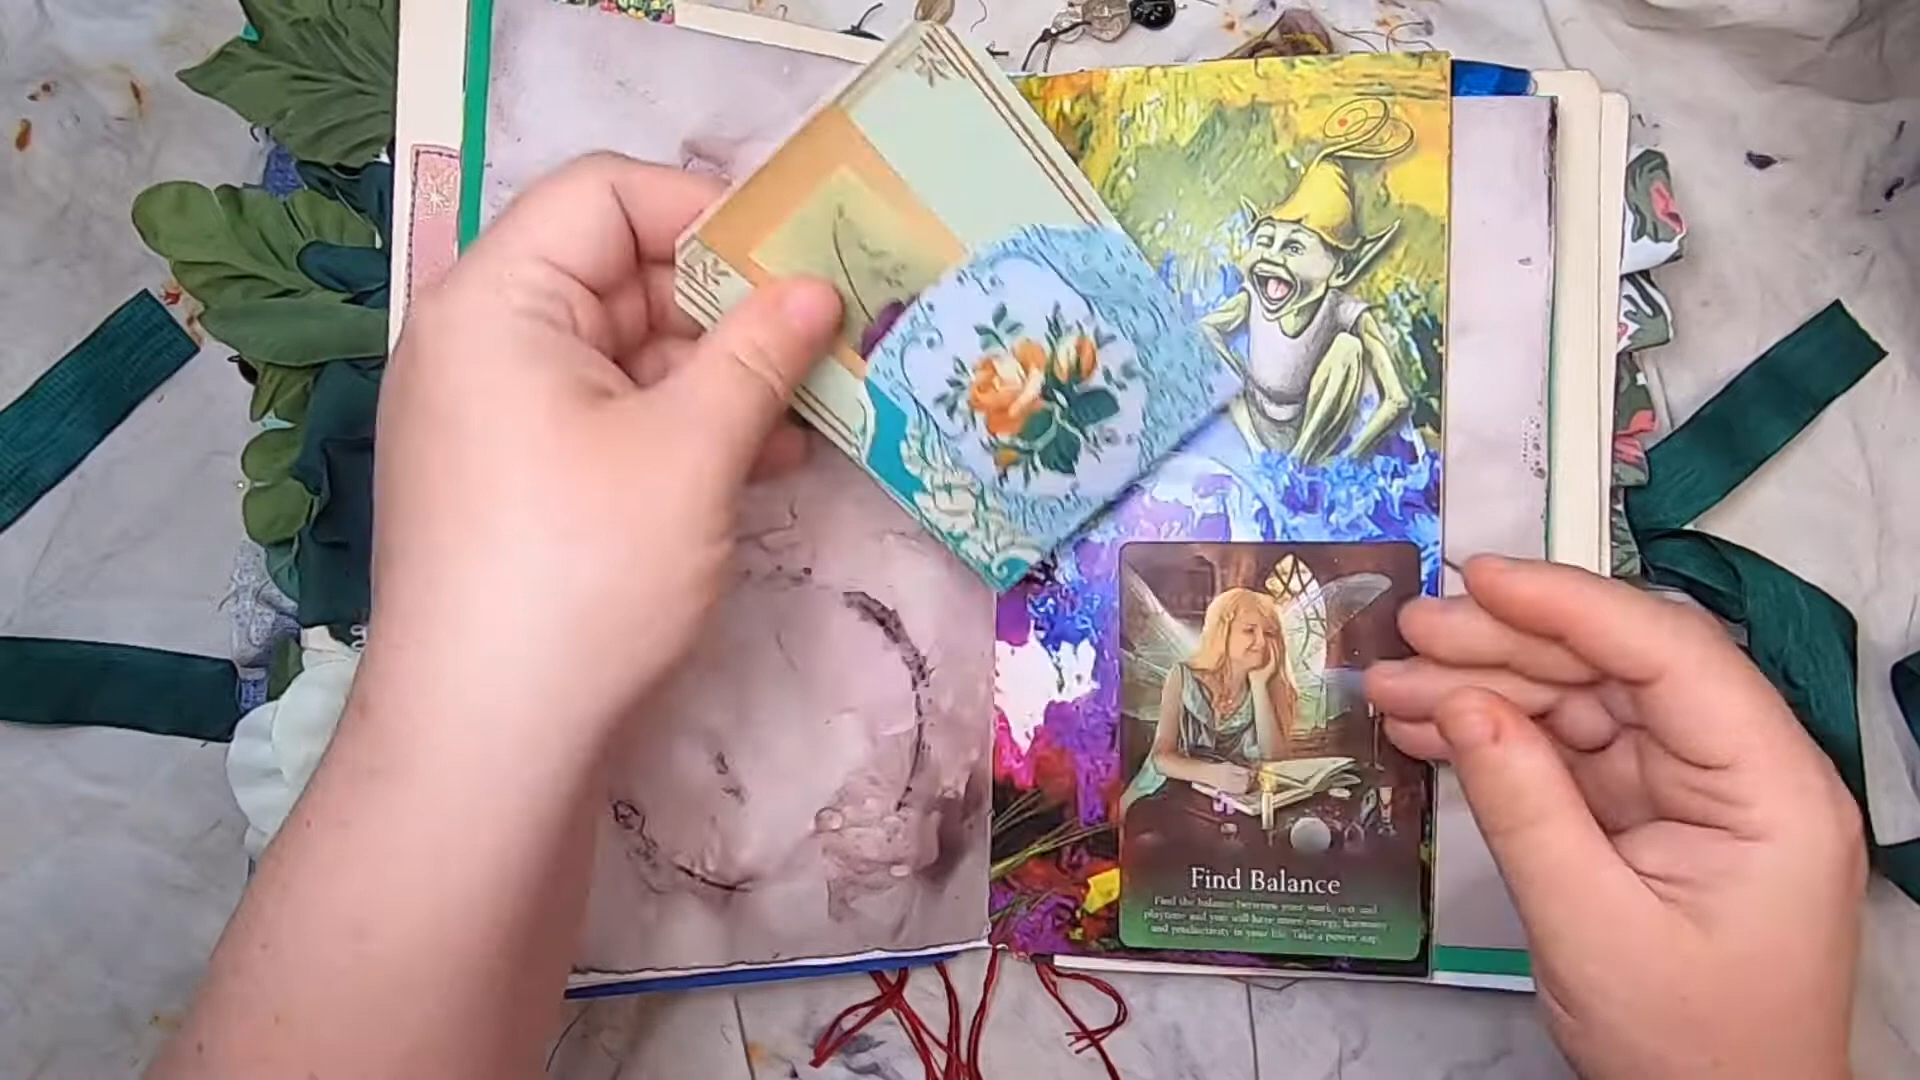 Find Balance
Find the balance between your work, rest and
playtime and you will have more energy, harmony
and productivity in your life. Take a power nap.